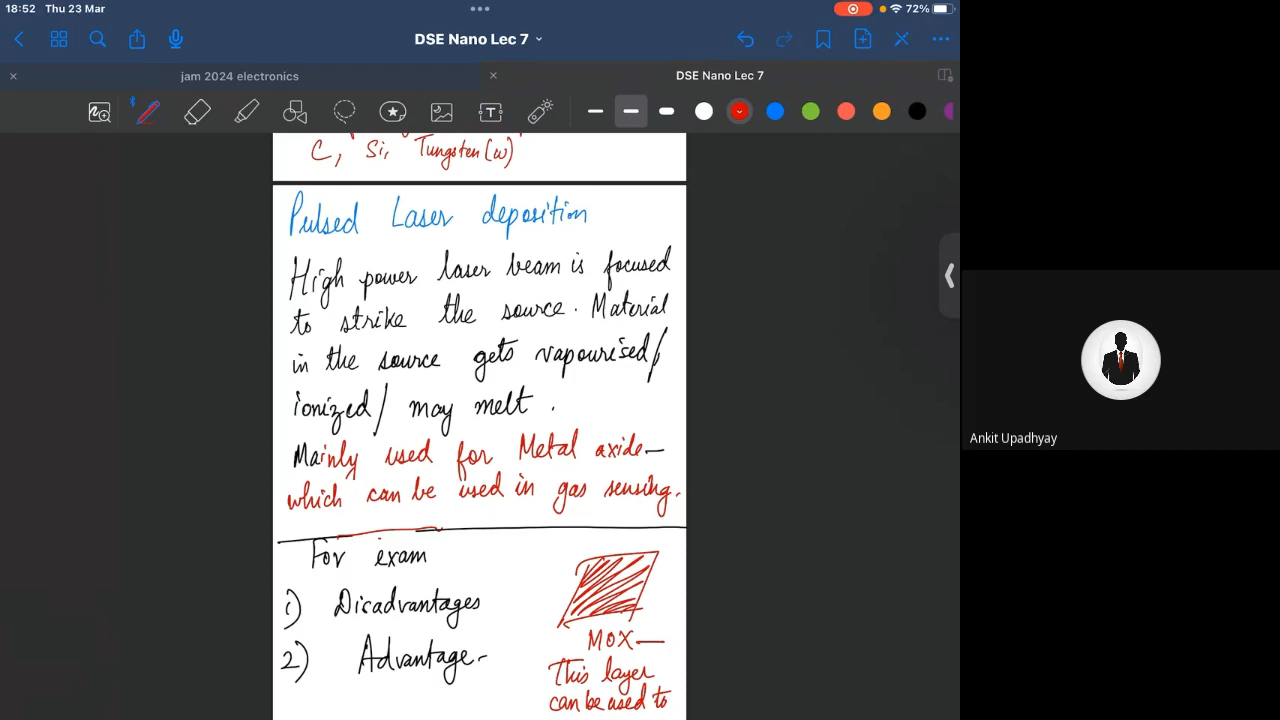 18:52 Thu 23 Mar
72%
DSE Nano Lec 7
jam 2024 electronics
DSE Nano Lec 7
C, Si, Tungsten (W)
Pulsed Laser deposition
High power laser beam is focused
to strike the source. Material
in the source gets vapourised/
ionized/ may melt.
Mainly used for Metal oxide—
which can be used in gas sensing.
For exam
1) Disadvantages
2) Advantage-
MOX—
This layer
can be used to
Ankit Upadhyay